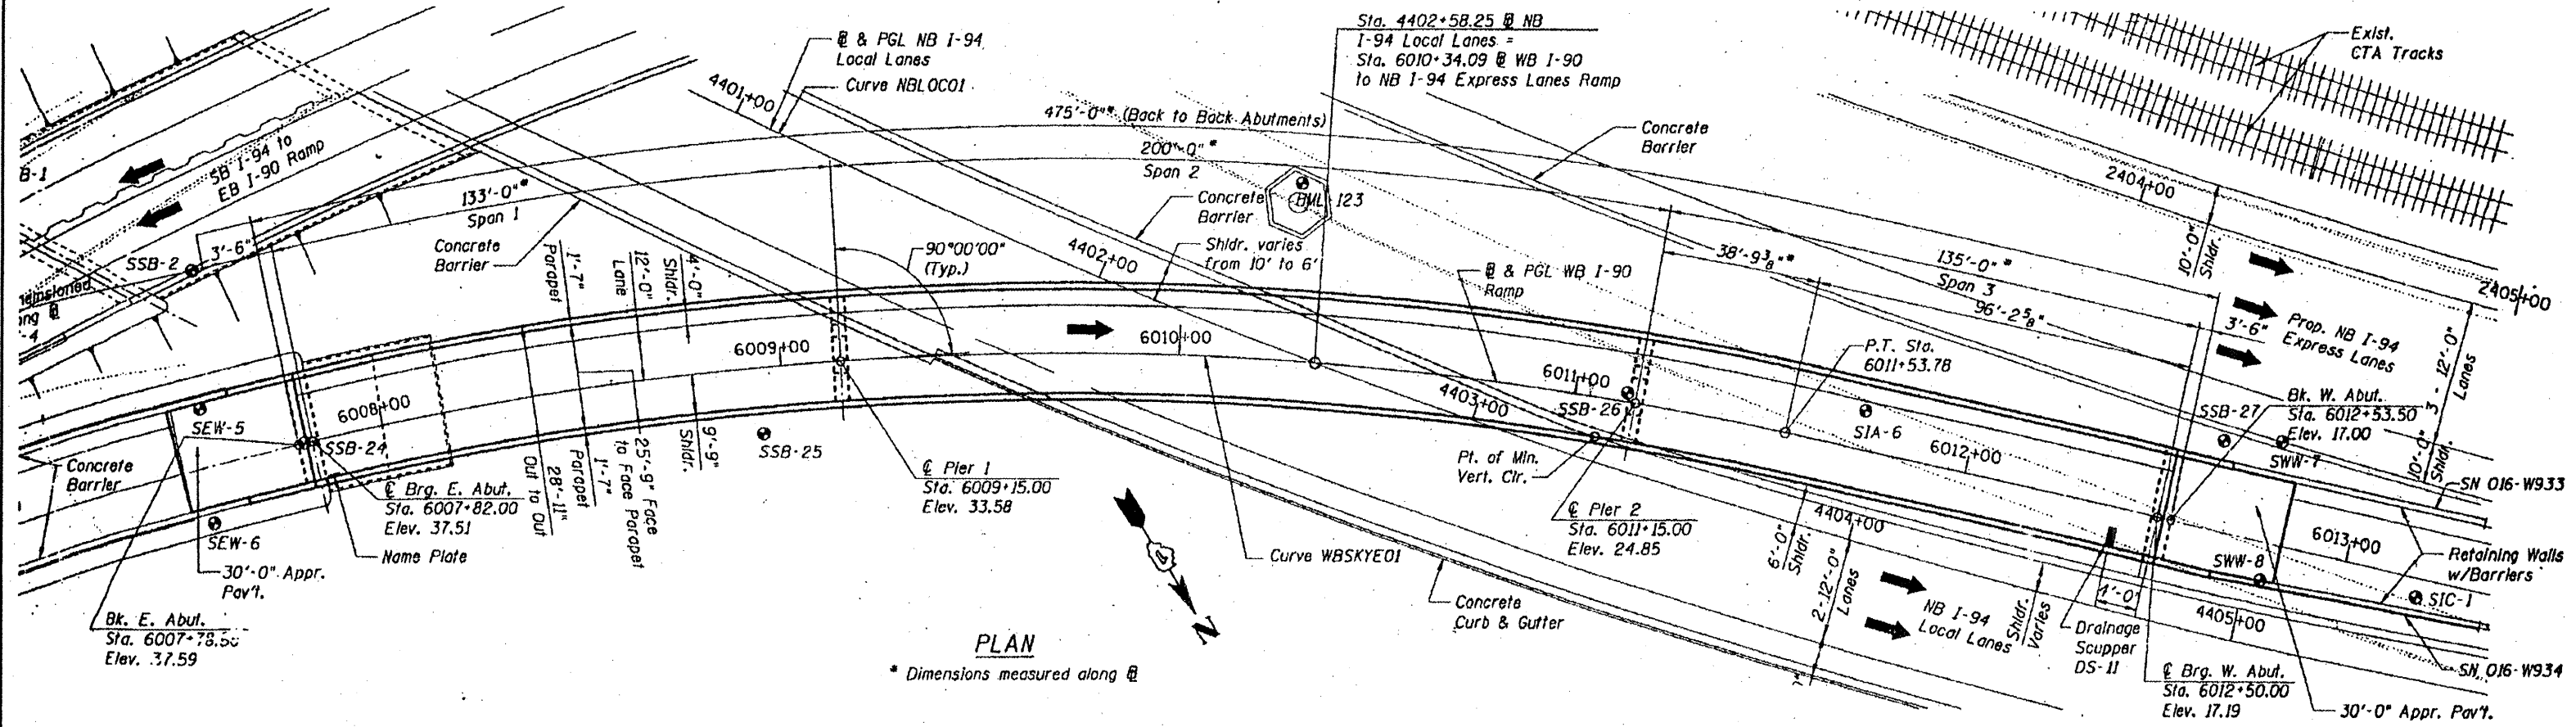 B-1
SB I-94 to
EB I-90 Ramp
SSB-2
3'-6"
133'-0"*
Span 1
Concrete
Barrier
℄ & PGL NB I-94
Local Lanes
Curve NBLOC01
4401+00
475'-0"* (Back to Back Abutments)
200'-0"*
Span 2
Sta. 4402+58.25 ℄ NB
I-94 Local Lanes =
Sta. 6010+34.09 ℄ WB I-90
to NB I-94 Express Lanes Ramp
BML 123
Concrete
Barrier
Shldr. varies
from 10' to 6'
4402+00
90°00'00"
(Typ.)
Concrete
Barrier
Exist.
CTA Tracks
2404+00
2405+00
10'-0"
Shldr.
38'-9⅜"*
135'-0"*
Span 3
96'-2⅝"
3'-6"
Prop. NB I-94
Express Lanes
3 - 12'-0"
Lanes
10'-0"
Shldr.
℄ & PGL WB I-90
Ramp
P.T. Sta.
6011+53.78
1'-7"
Parapet
12'-0"
Lane
4'-0"
Shldr.
9'-9"
Shldr.
25'-9" Face
to Face Parapet
1'-7"
Parapet
28'-11"
Out to Out
6008+00
6009+00
6010+00
6011+00
6012+00
6013+00
4403+00
4404+00
4405+00
SEW-5
SSB-24
SSB-25
SSB-26
SIA-6
SSB-27
SWW-7
SEW-6
SWW-8
SIC-1
Concrete
Barrier
℄ Brg. E. Abut.
Sta. 6007+82.00
Elev. 37.51
Name Plate
30'-0" Appr.
Pav't.
Bk. E. Abut.
Sta. 6007+78.50
Elev. 37.59
℄ Pier 1
Sta. 6009+15.00
Elev. 33.58
Curve WBSKYE01
Pt. of Min.
Vert. Clr.
℄ Pier 2
Sta. 6011+15.00
Elev. 24.85
Concrete
Curb & Gutter
6'-0"
Shldr.
2-12'-0"
Lanes
NB I-94
Local Lanes
Shldr.
Varies
4'-0"
Drainage
Scupper
DS-11
Bk. W. Abut.
Sta. 6012+53.50
Elev. 17.00
℄ Brg. W. Abut.
Sta. 6012+50.00
Elev. 17.19
SN 016-W933
Retaining Walls
w/Barriers
SN 016-W934
30'-0" Appr. Pav't.
N
PLAN
* Dimensions measured along ℄